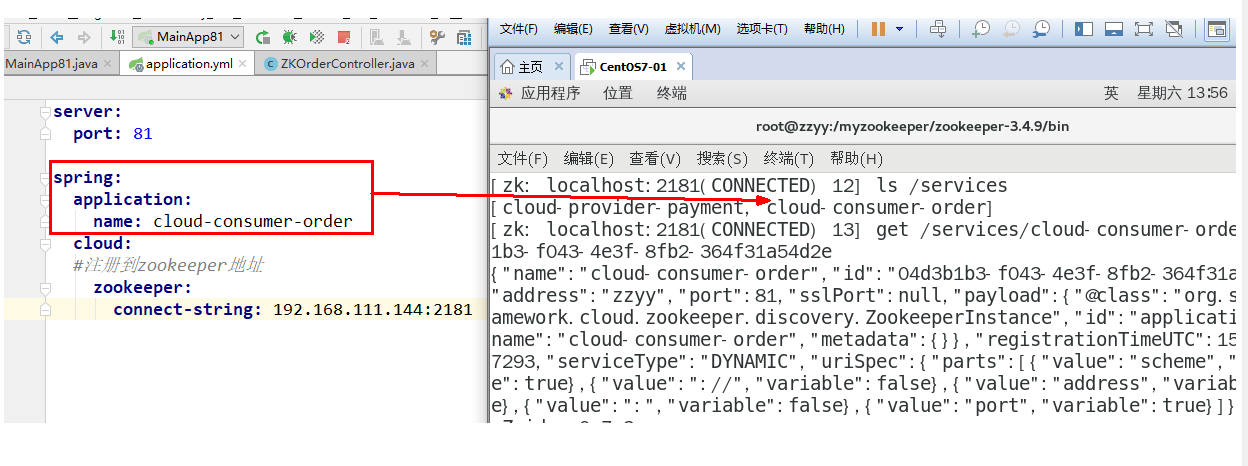 MainApp81
MainApp81.java
application.yml
ZKOrderController.java
server:
port: 81
spring:
application:
name: cloud-consumer-order
cloud:
#注册到zookeeper地址
zookeeper:
connect-string: 192.168.111.144:2181
文件(F) 编辑(E) 查看(V) 虚拟机(M) 选项卡(T) 帮助(H)
主页 CentOS7-01
应用程序 位置 终端 英 星期六 13:56
root@zzyy:/myzookeeper/zookeeper-3.4.9/bin
文件(F) 编辑(E) 查看(V) 搜索(S) 终端(T) 帮助(H)
[zk: localhost:2181(CONNECTED) 12] ls /services
[cloud-provider-payment, cloud-consumer-order]
[zk: localhost:2181(CONNECTED) 13] get /services/cloud-consumer-orde
1b3-f043-4e3f-8fb2-364f31a54d2e
{"name":"cloud-consumer-order","id":"04d3b1b3-f043-4e3f-8fb2-364f31a
"address":"zzyy","port":81,"sslPort":null,"payload":{"@class":"org.s
amework.cloud.zookeeper.discovery.ZookeeperInstance","id":"applicati
name":"cloud-consumer-order","metadata":{}},"registrationTimeUTC":15
7293,"serviceType":"DYNAMIC","uriSpec":{"parts":[{"value":"scheme","
e":true},{"value":"://","variable":false},{"value":"address","variab
e},{"value":":","variable":false},{"value":"port","variable":true}]}